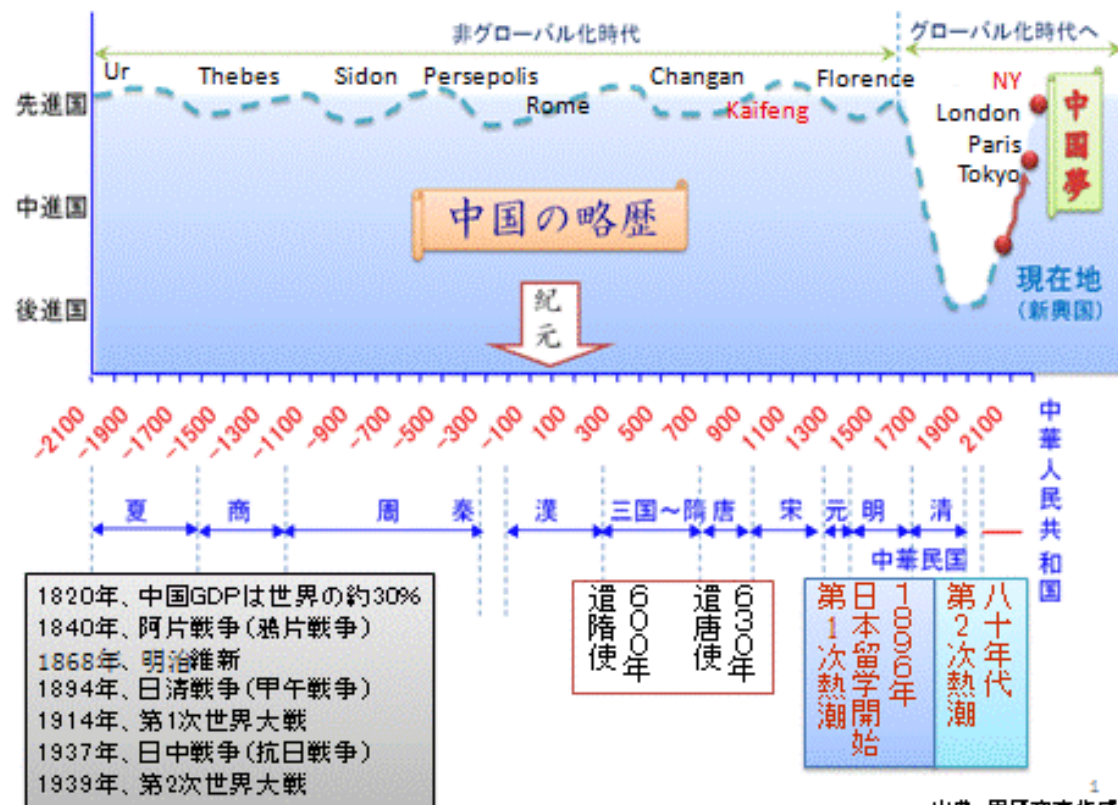 非グローバル化時代
グローバル化時代へ
Ur
Thebes
Sidon
Persepolis
Rome
Changan
Kaifeng
Florence
NY
London
Paris
Tokyo
中国夢
先進国
中進国
後進国
中国の略歴
現在地
(新興国)
紀元
-2100
-1900
-1700
-1500
-1300
-1100
-900
-700
-500
-300
-100
100
300
500
700
900
1100
1300
1500
1700
1900
2100
中華人民共和国
夏
商
周
秦
漢
三国～隋
唐
宋
元
明
清
中華民国
1820年、中国GDPは世界の約30%
1840年、阿片戦争(鴉片戦争)
1868年、明治維新
1894年、日清戦争(甲午戦争)
1914年、第1次世界大戦
1937年、日中戦争(抗日戦争)
1939年、第2次世界大戦
600年
遣隋使
630年
遣唐使
1896年
日本留学開始
第1次熱潮
八十年代
第2次熱潮
1